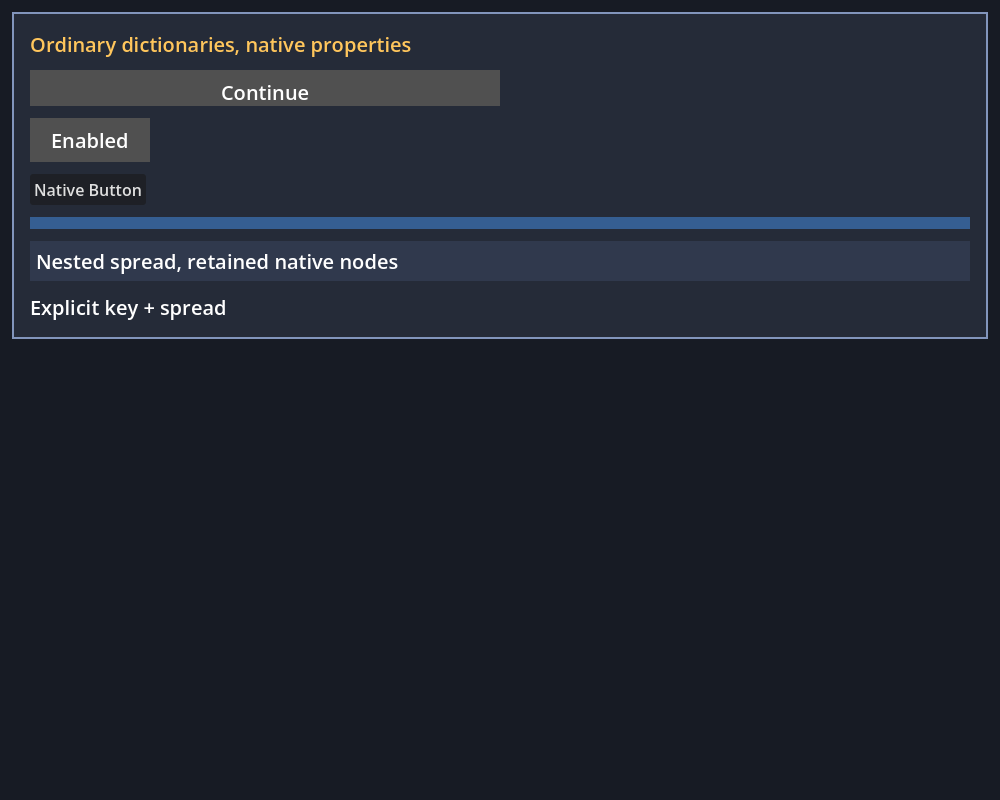 Ordinary dictionaries, native properties
Continue
Enabled
Native Button
Nested spread, retained native nodes
Explicit key + spread